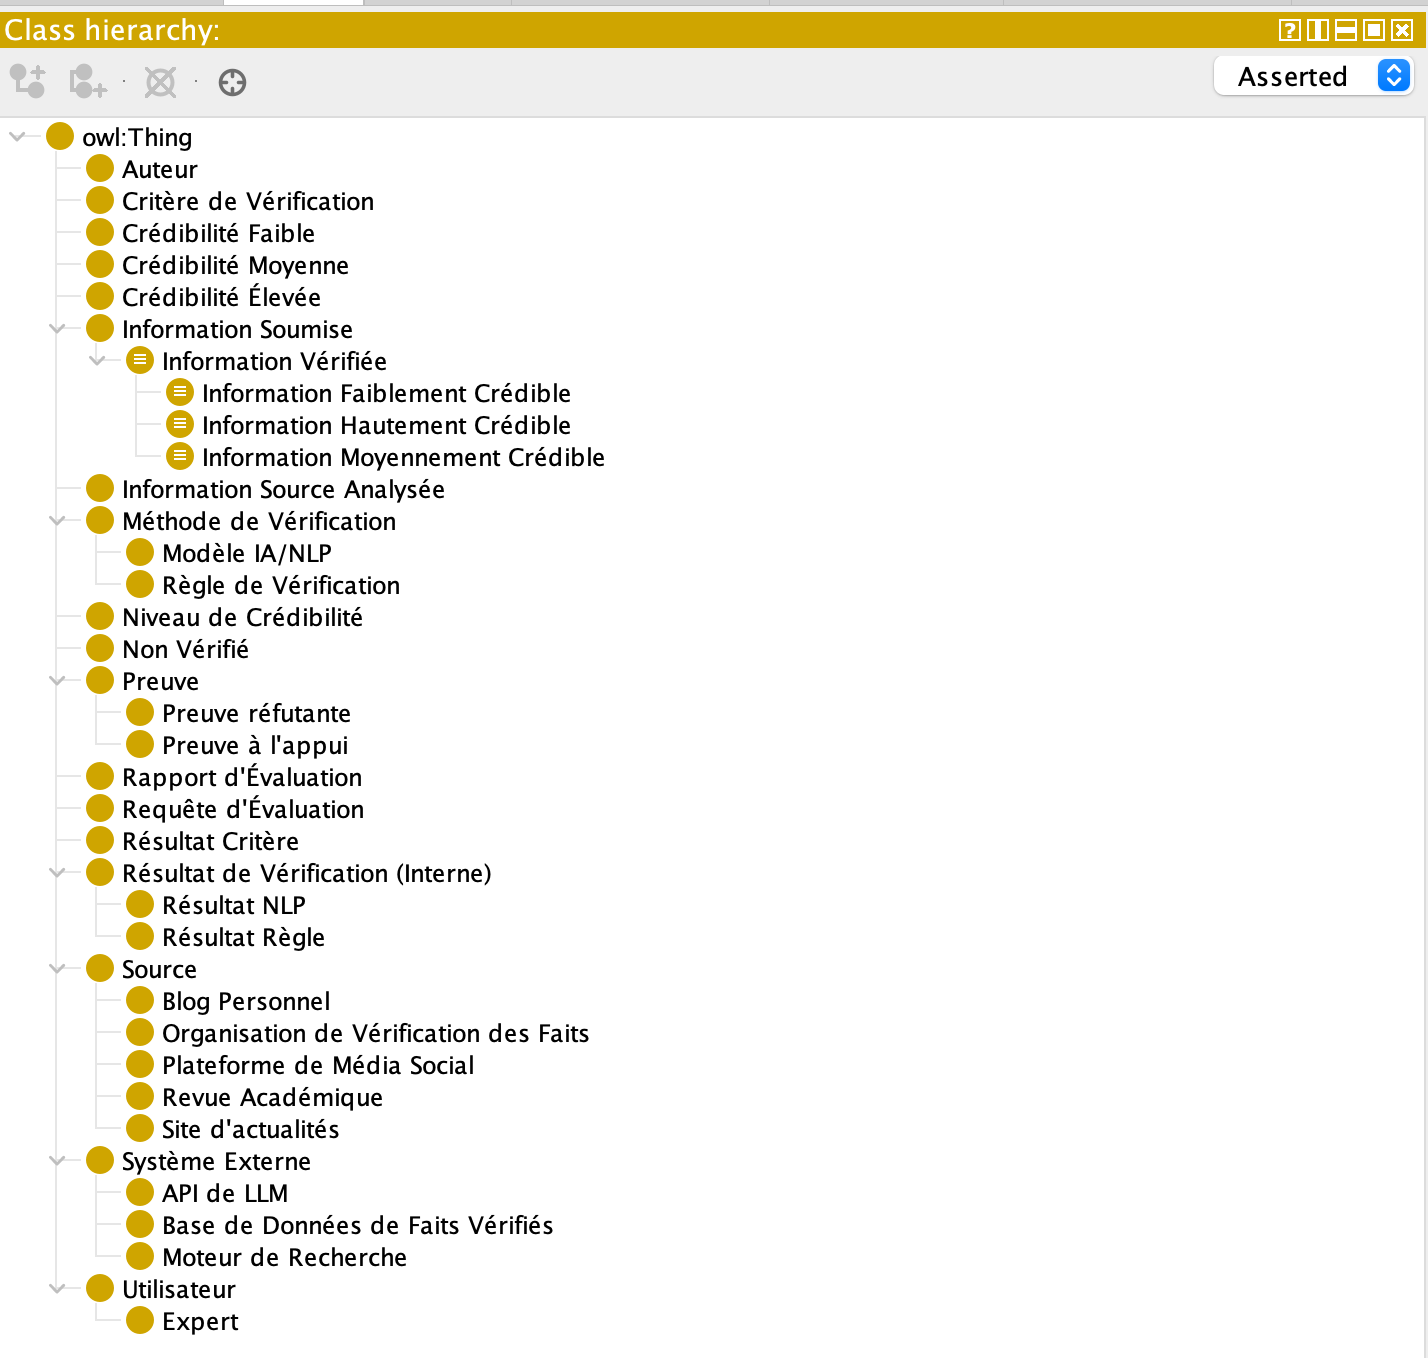 Class hierarchy:
Asserted
owl:Thing
Auteur
Critère de Vérification
Crédibilité Faible
Crédibilité Moyenne
Crédibilité Élevée
Information Soumise
Information Vérifiée
Information Faiblement Crédible
Information Hautement Crédible
Information Moyennement Crédible
Information Source Analysée
Méthode de Vérification
Modèle IA/NLP
Règle de Vérification
Niveau de Crédibilité
Non Vérifié
Preuve
Preuve réfutante
Preuve à l'appui
Rapport d'Évaluation
Requête d'Évaluation
Résultat Critère
Résultat de Vérification (Interne)
Résultat NLP
Résultat Règle
Source
Blog Personnel
Organisation de Vérification des Faits
Plateforme de Média Social
Revue Académique
Site d'actualités
Système Externe
API de LLM
Base de Données de Faits Vérifiés
Moteur de Recherche
Utilisateur
Expert